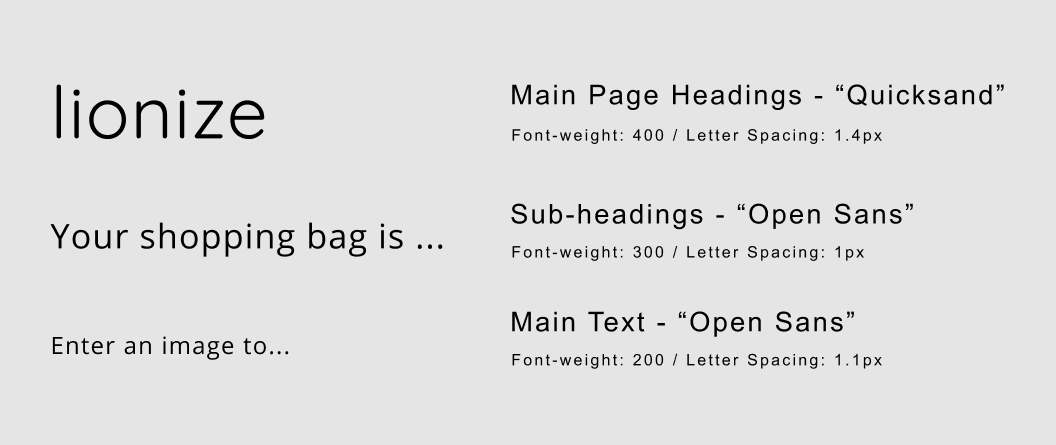 lionize
Main Page Headings - “Quicksand”
Font-weight: 400 / Letter Spacing: 1.4px
Your shopping bag is ...
Sub-headings - “Open Sans”
Font-weight: 300 / Letter Spacing: 1px
Enter an image to...
Main Text - “Open Sans”
Font-weight: 200 / Letter Spacing: 1.1px